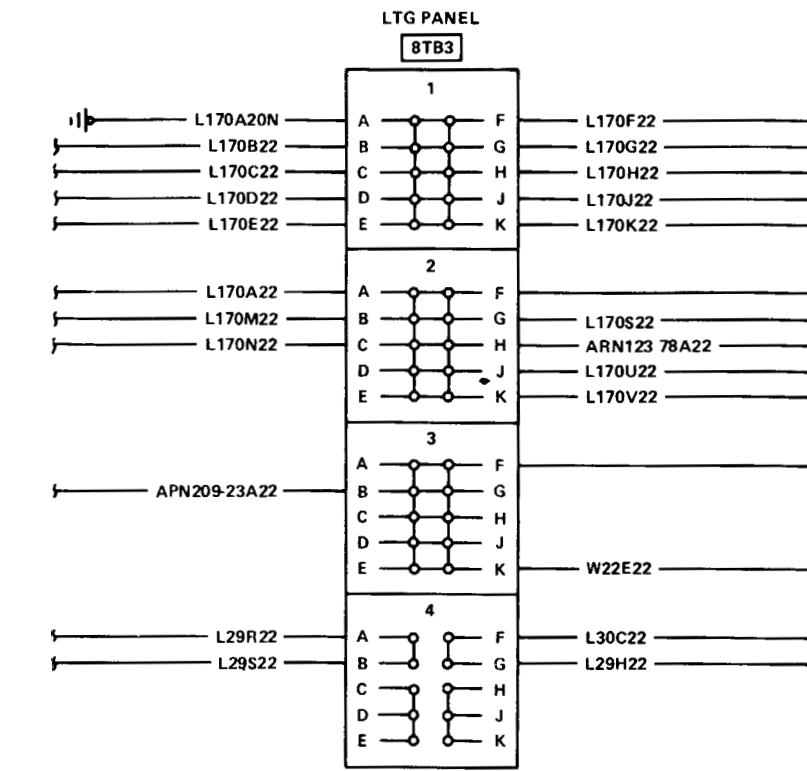 LTG PANEL
8TB3
1
L170A20N A F L170F22
L170B22 B G L170G22
L170C22 C H L170H22
L170D22 D J L170J22
L170E22 E K L170K22
2
L170A22 A F
L170M22 B G L170S22
L170N22 C H ARN123 78A22
D J L170U22
E K L170V22
3
A F
APN209-23A22 B G
C H
D J
E K W22E22
4
L29R22 A F L30C22
L29S22 B G L29H22
C H
D J
E K